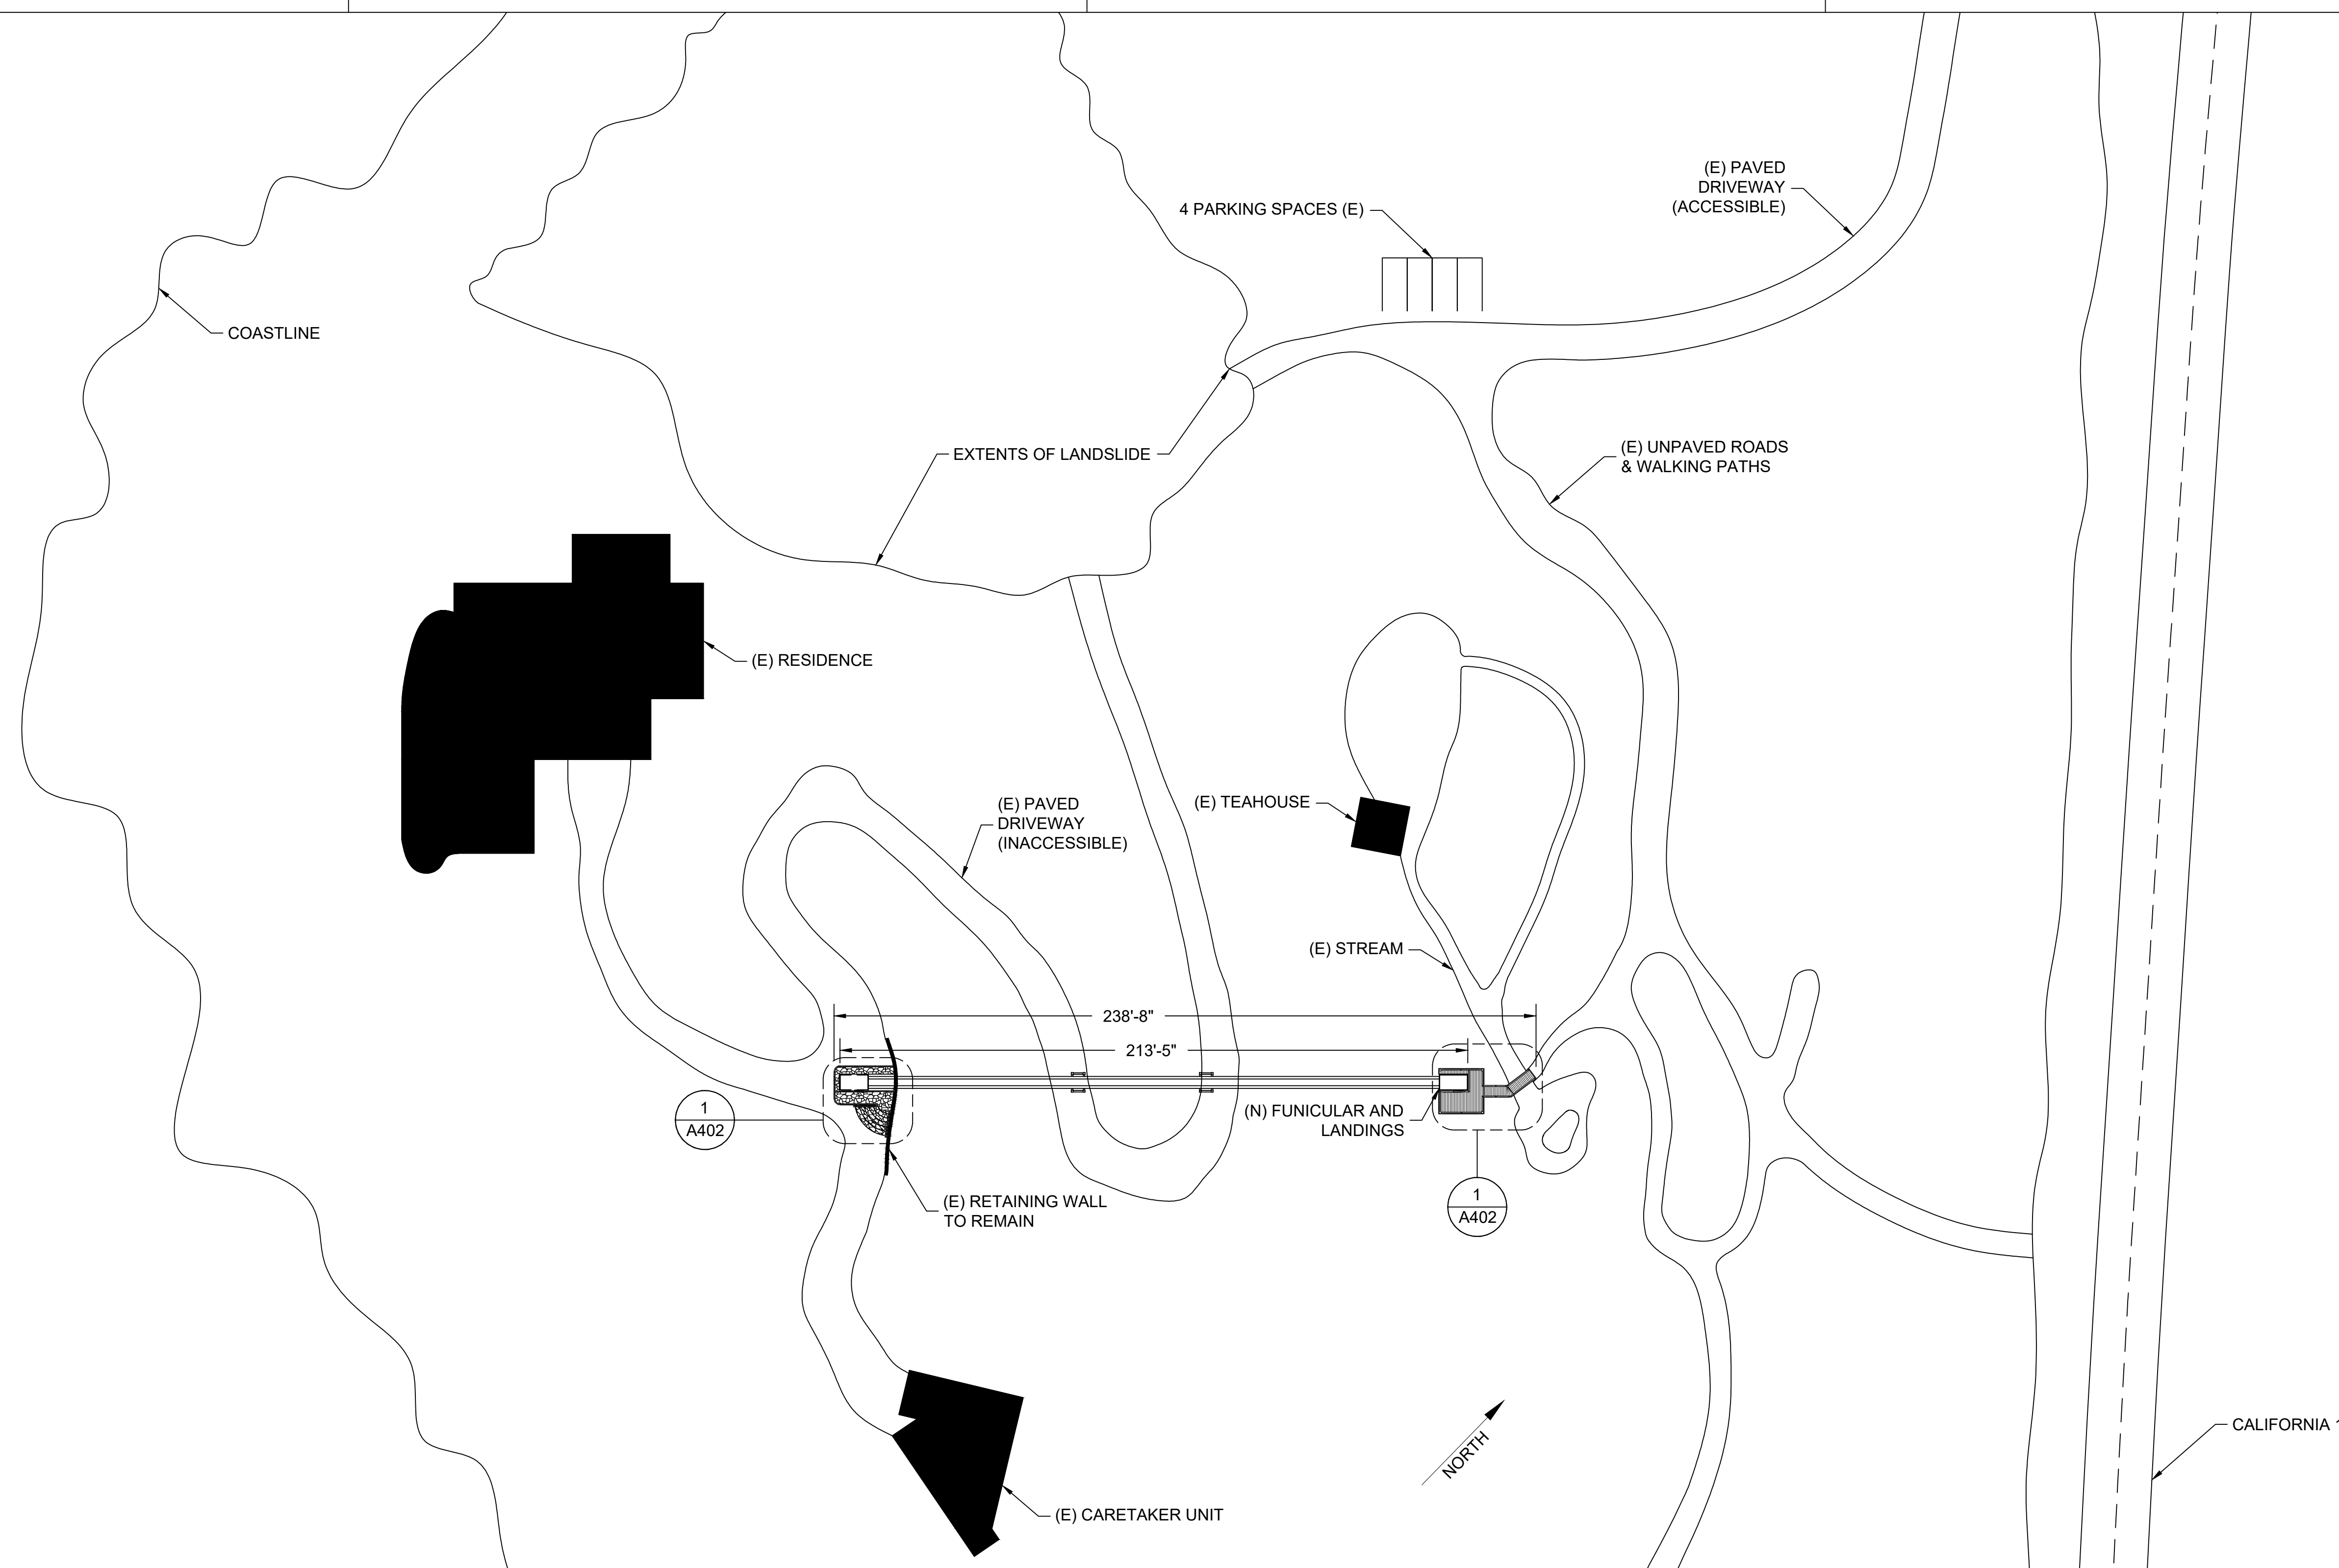 (E) PAVED
DRIVEWAY
(ACCESSIBLE)
4 PARKING SPACES (E)
COASTLINE
EXTENTS OF LANDSLIDE
(E) UNPAVED ROADS
& WALKING PATHS
(E) RESIDENCE
(E) PAVED
DRIVEWAY
(INACCESSIBLE)
(E) TEAHOUSE
(E) STREAM
238'-8"
213'-5"
1
A402
(N) FUNICULAR AND
LANDINGS
(E) RETAINING WALL
TO REMAIN
1
A402
NORTH
CALIFORNIA
(E) CARETAKER UNIT